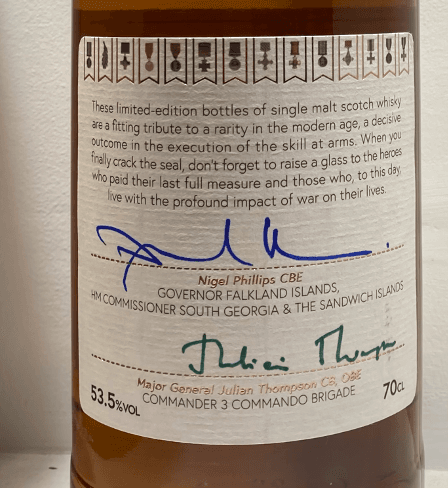 These limited-edition bottles of single malt scotch whisky
are a fitting tribute to a rarity in the modern age, a decisive
outcome in the execution of the skill at arms. When you
finally crack the seal, don't forget to raise a glass to the heroes
who paid their last full measure and those who, to this day,
live with the profound impact of war on their lives.
Nigel Phillips CBE
GOVERNOR FALKLAND ISLANDS,
HM COMMISSIONER SOUTH GEORGIA & THE SANDWICH ISLANDS
Julian Thompson
Major General Julian Thompson CB, OBE
COMMANDER 3 COMMANDO BRIGADE
53.5%VOL
70CL